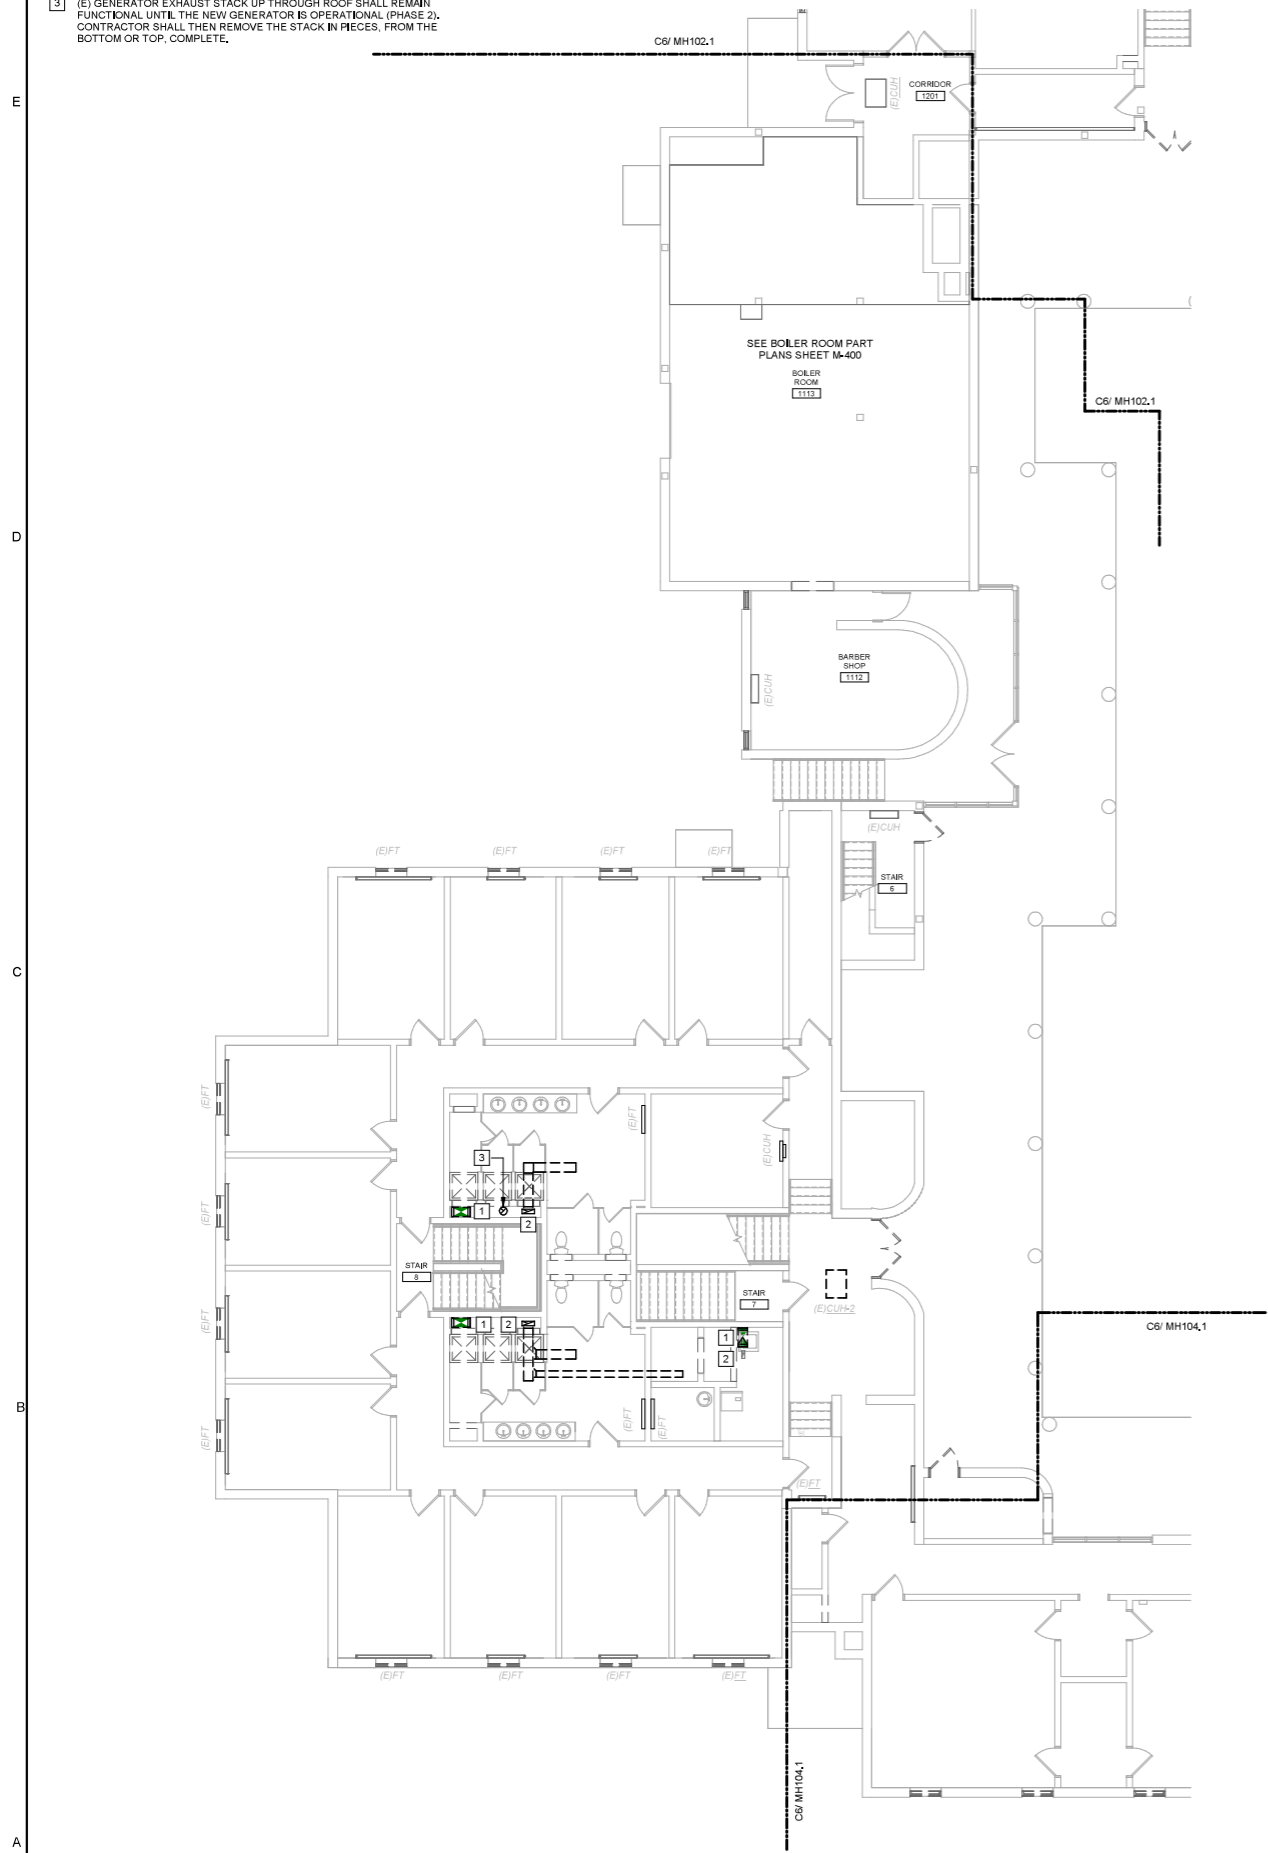 3 (E) GENERATOR EXHAUST STACK UP THROUGH ROOF SHALL REMAIN
FUNCTIONAL UNTIL THE NEW GENERATOR IS OPERATIONAL (PHASE 2).
CONTRACTOR SHALL THEN REMOVE THE STACK IN PIECES, FROM THE
BOTTOM OR TOP, COMPLETE.
C6/ MH102.1
E
(E)CUH
CORRIDOR
1201
SEE BOILER ROOM PART
PLANS SHEET M-400
BOILER
ROOM
1113
C6/ MH102.1
D
BARBER
SHOP
1112
(E)CUH
(E)CUH
(E)FT
(E)FT
(E)FT
(E)FT
STAIR
6
C
(E)FT
(E)FT
(E)CUH
3
(E)FT
1
2
STAIR
8
STAIR
7
(E)CUH-2
(E)FT
1
2
1
2
C6/ MH104.1
B
(E)FT
(E)FT
(E)FT
(E)FT
(E)FT
(E)FT
(E)FT
(E)FT
C6/ MH104.1
A